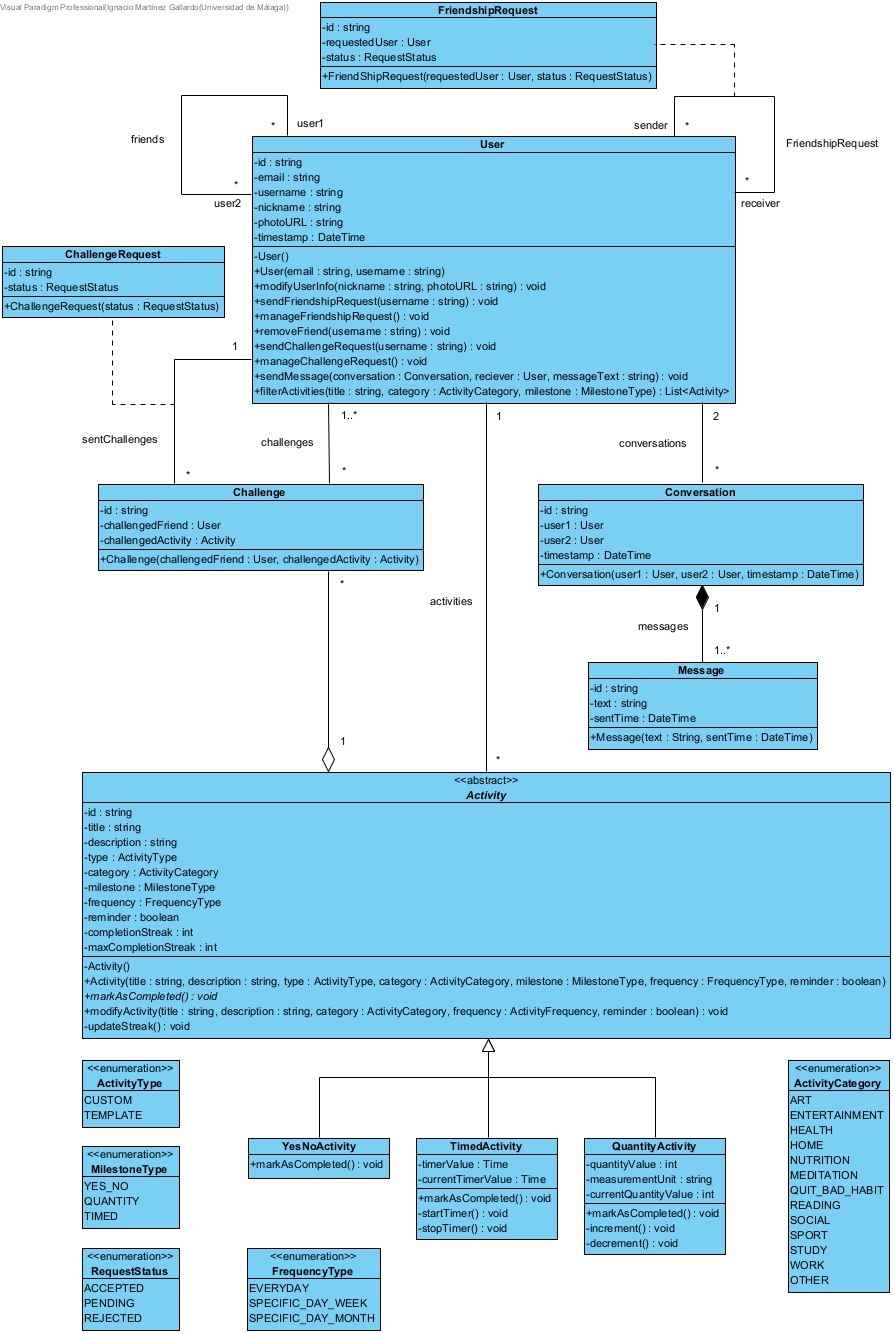 Visual Paradigm Professional(Ignacio Martínez Gallardo(Universidad de Málaga))
FriendshipRequest
-id : string
-requestedUser : User
-status : RequestStatus
+FriendShipRequest(requestedUser : User, status : RequestStatus)
* user1
friends
* user2
sender *
FriendshipRequest
* receiver
User
-id : string
-email : string
-username : string
-nickname : string
-photoURL : string
-timestamp : DateTime
-User()
+User(email : string, username : string)
+modifyUserInfo(nickname : string, photoURL : string) : void
+sendFriendshipRequest(username : string) : void
+manageFriendshipRequest() : void
+removeFriend(username : string) : void
+sendChallengeRequest(username : string) : void
+manageChallengeRequest() : void
+sendMessage(conversation : Conversation, reciever : User, messageText : string) : void
+filterActivities(title : string, category : ActivityCategory, milestone : MilestoneType) : List<Activity>
ChallengeRequest
-id : string
-status : RequestStatus
+ChallengeRequest(status : RequestStatus)
1
sentChallenges
*
1..*
challenges
*
1
activities
*
2
conversations
*
Challenge
-id : string
-challengedFriend : User
-challengedActivity : Activity
+Challenge(challengedFriend : User, challengedActivity : Activity)
*
1
Conversation
-id : string
-user1 : User
-user2 : User
-timestamp : DateTime
+Conversation(user1 : User, user2 : User, timestamp : DateTime)
1
messages
1..*
Message
-id : string
-text : string
-sentTime : DateTime
+Message(text : String, sentTime : DateTime)
<<abstract>>
Activity
-id : string
-title : string
-description : string
-type : ActivityType
-category : ActivityCategory
-milestone : MilestoneType
-frequency : FrequencyType
-reminder : boolean
-completionStreak : int
-maxCompletionStreak : int
-Activity()
+Activity(title : string, description : string, type : ActivityType, category : ActivityCategory, milestone : MilestoneType, frequency : FrequencyType, reminder : boolean)
+markAsCompleted() : void
+modifyActivity(title : string, description : string, category : ActivityCategory, frequency : ActivityFrequency, reminder : boolean) : void
-updateStreak() : void
<<enumeration>>
ActivityType
CUSTOM
TEMPLATE
<<enumeration>>
MilestoneType
YES_NO
QUANTITY
TIMED
<<enumeration>>
RequestStatus
ACCEPTED
PENDING
REJECTED
YesNoActivity
+markAsCompleted() : void
<<enumeration>>
FrequencyType
EVERYDAY
SPECIFIC_DAY_WEEK
SPECIFIC_DAY_MONTH
TimedActivity
-timerValue : Time
-currentTimerValue : Time
+markAsCompleted() : void
-startTimer() : void
-stopTimer() : void
QuantityActivity
-quantityValue : int
-measurementUnit : string
-currentQuantityValue : int
+markAsCompleted() : void
-increment() : void
-decrement() : void
<<enumeration>>
ActivityCategory
ART
ENTERTAINMENT
HEALTH
HOME
NUTRITION
MEDITATION
QUIT_BAD_HABIT
READING
SOCIAL
SPORT
STUDY
WORK
OTHER